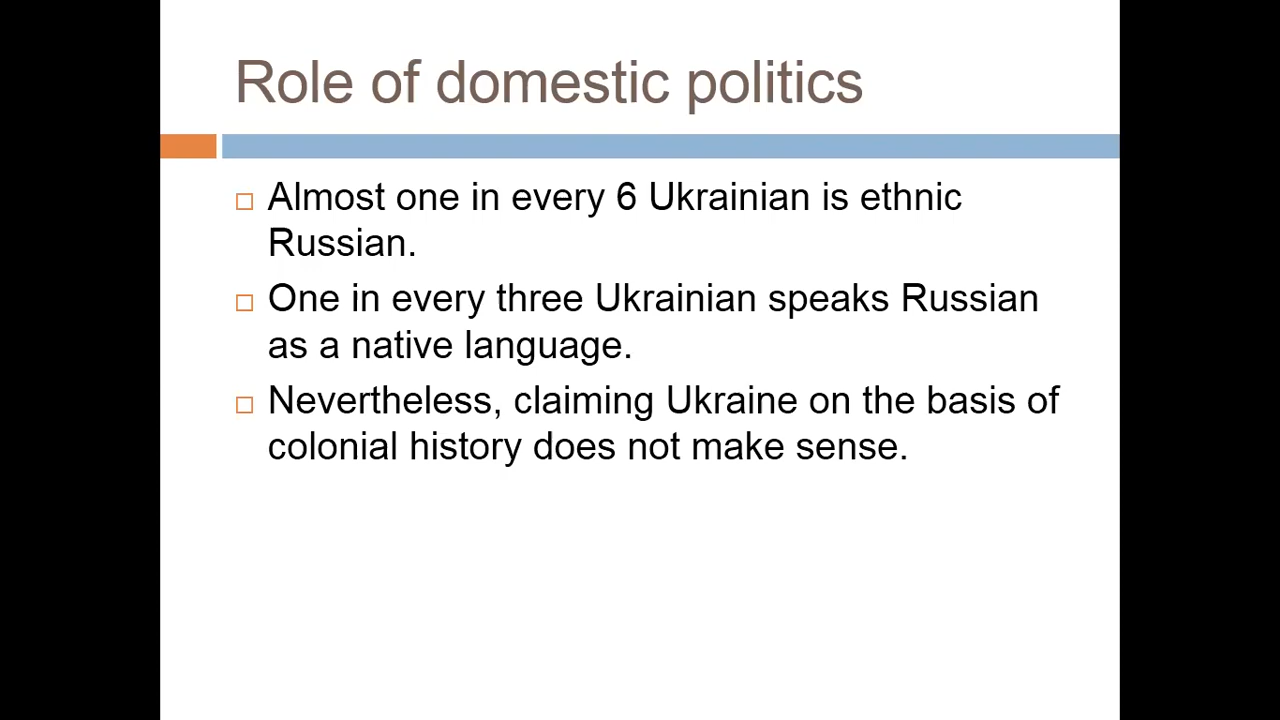 Role of domestic politics
Almost one in every 6 Ukrainian is ethnic
Russian.
One in every three Ukrainian speaks Russian
as a native language.
Nevertheless, claiming Ukraine on the basis of
colonial history does not make sense.